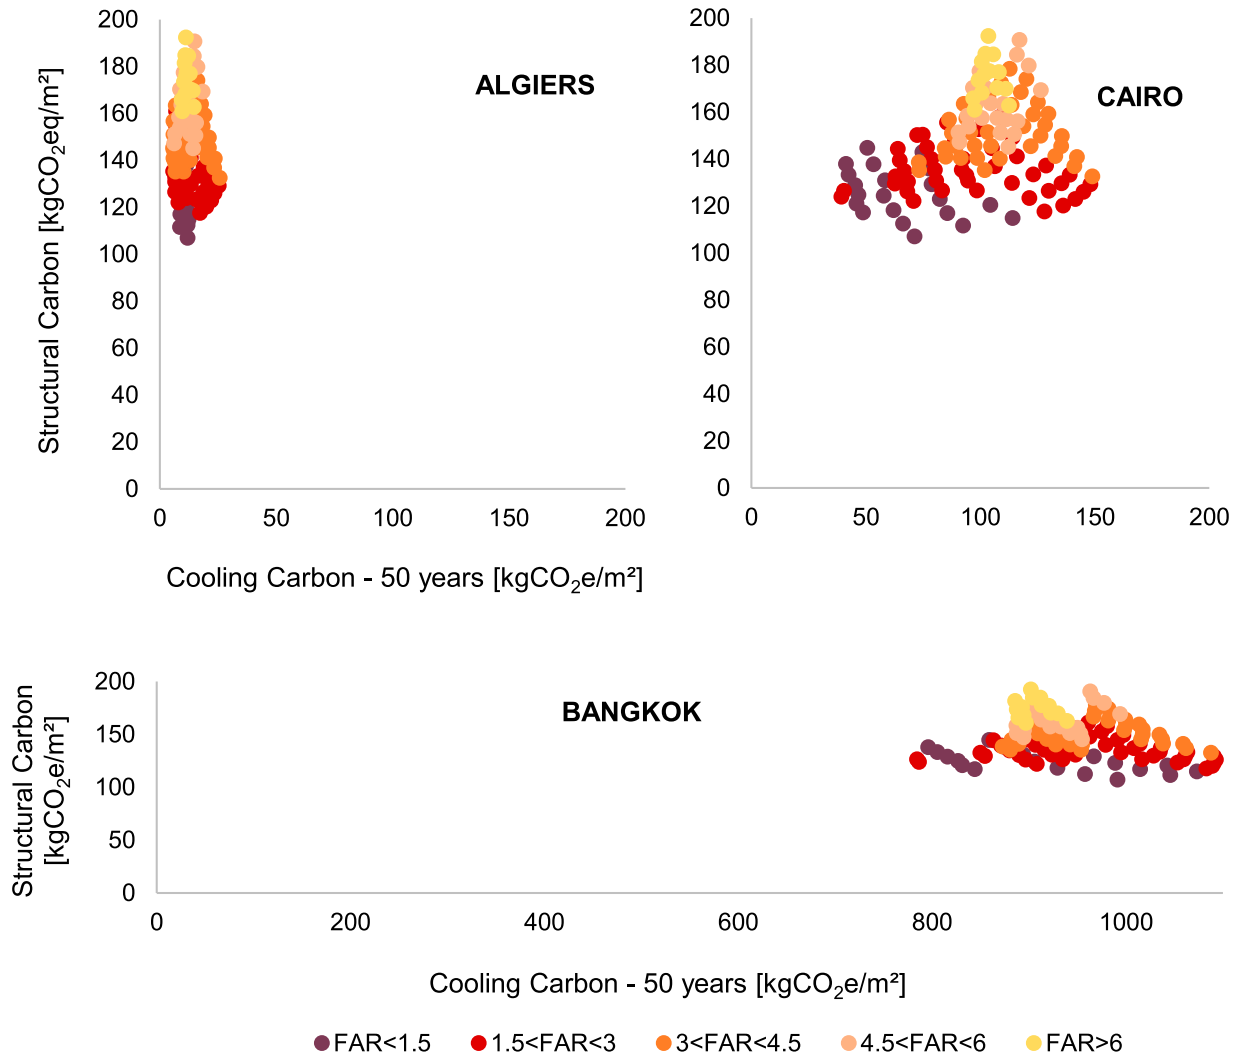 ALGIERS
Structural Carbon [kgCO₂eq/m²]
200
180
160
140
120
100
80
60
40
20
0
0 50 100 150 200
Cooling Carbon - 50 years [kgCO₂e/m²]
CAIRO
200
180
160
140
120
100
80
60
40
20
0
0 50 100 150 200
BANGKOK
Structural Carbon
[kgCO₂e/m²]
200
150
100
50
0
0 200 400 600 800 1000
Cooling Carbon - 50 years [kgCO₂e/m²]
FAR<1.5 1.5<FAR<3 3<FAR<4.5 4.5<FAR<6 FAR>6